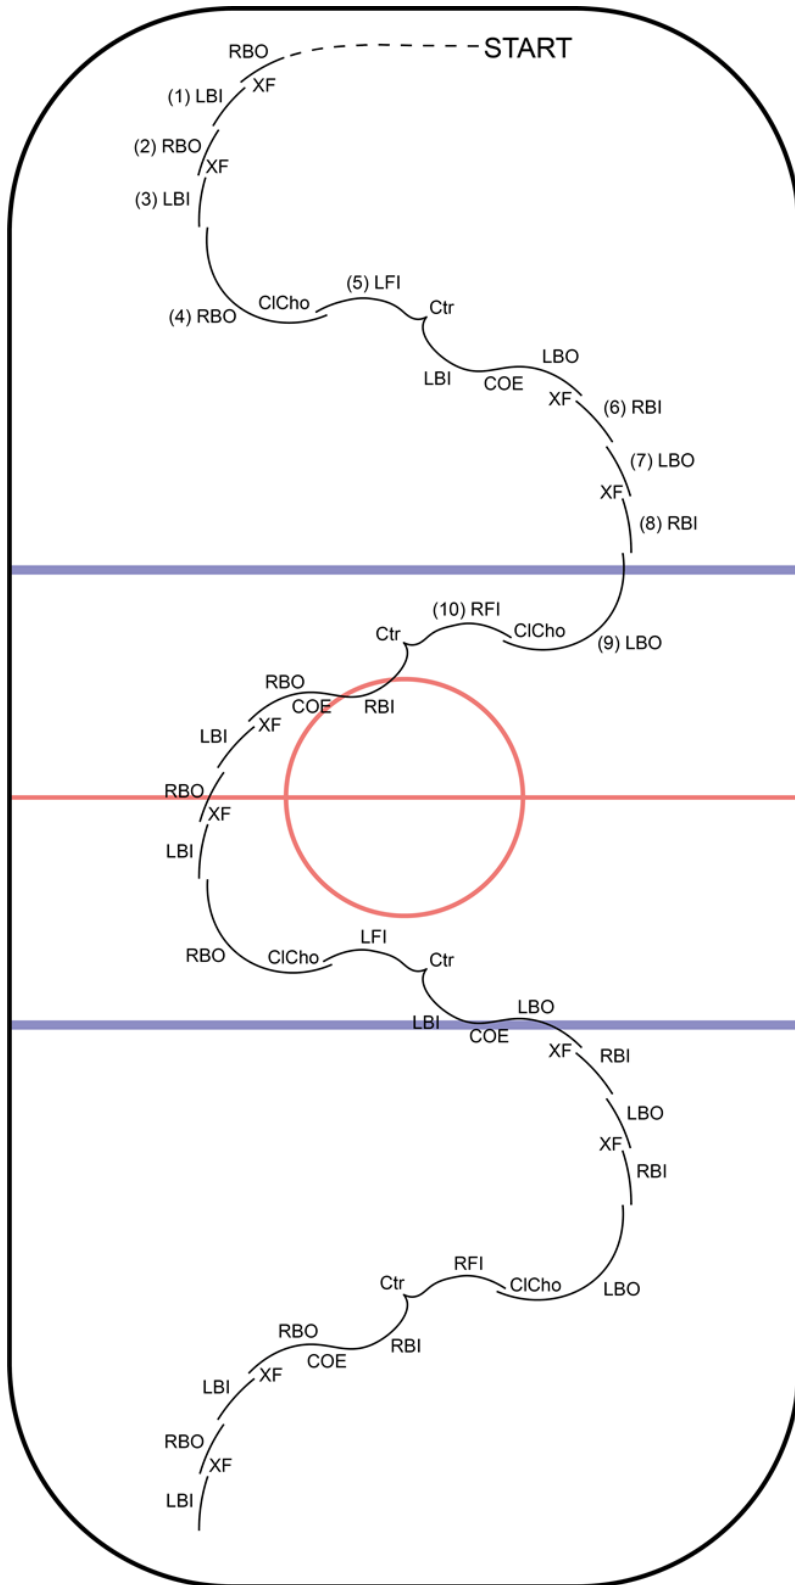 START
RBO
XF
(1) LBI
(2) RBO
XF
(3) LBI
(4) RBO
ClCho
(5) LFI
Ctr
LBI
COE
LBO
XF
(6) RBI
(7) LBO
XF
(8) RBI
(9) LBO
ClCho
(10) RFI
Ctr
RBI
COE
RBO
XF
LBI
RBO
XF
LBI
RBO
ClCho
LFI
Ctr
LBI
COE
LBO
XF
RBI
LBO
XF
RBI
LBO
ClCho
RFI
Ctr
RBI
COE
RBO
XF
LBI
RBO
XF
LBI